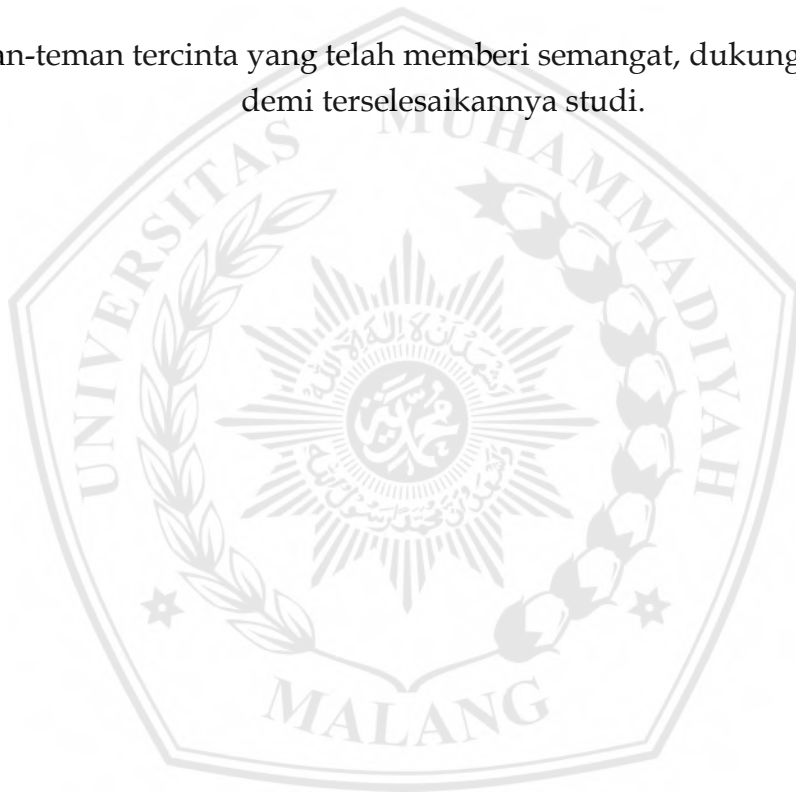 an-teman tercinta yang telah memberi semangat, dukung
demi terselesaikannya studi.
UNIVERSITAS MUHAMMADIYAH
MALANG